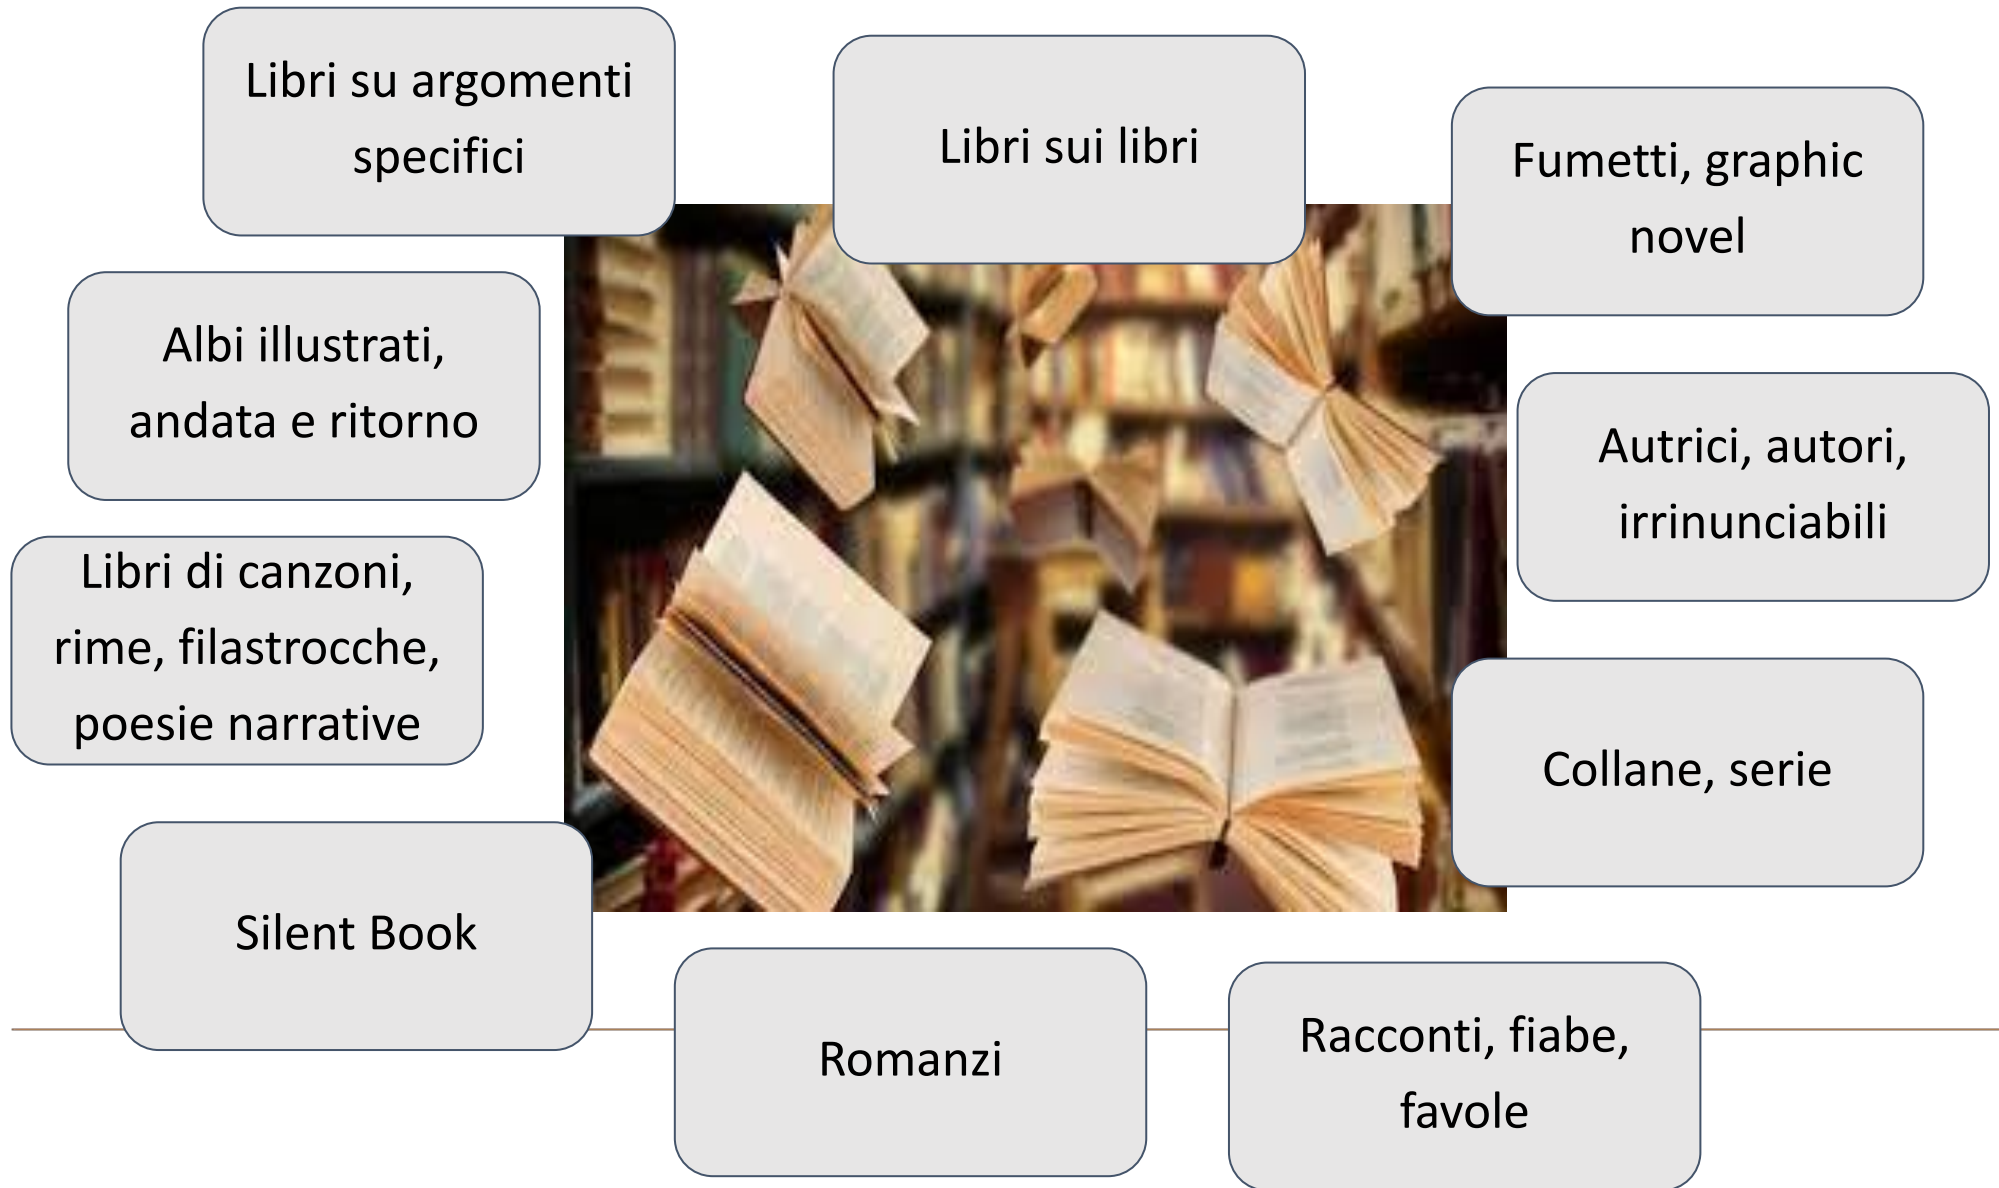 Libri su argomenti
specifici
Libri sui libri
Fumetti, graphic
novel
Albi illustrati,
andata e ritorno
Autrici, autori,
irrinunciabili
Libri di canzoni,
rime, filastrocche,
poesie narrative
Collane, serie
Silent Book
Romanzi
Racconti, fiabe,
favole